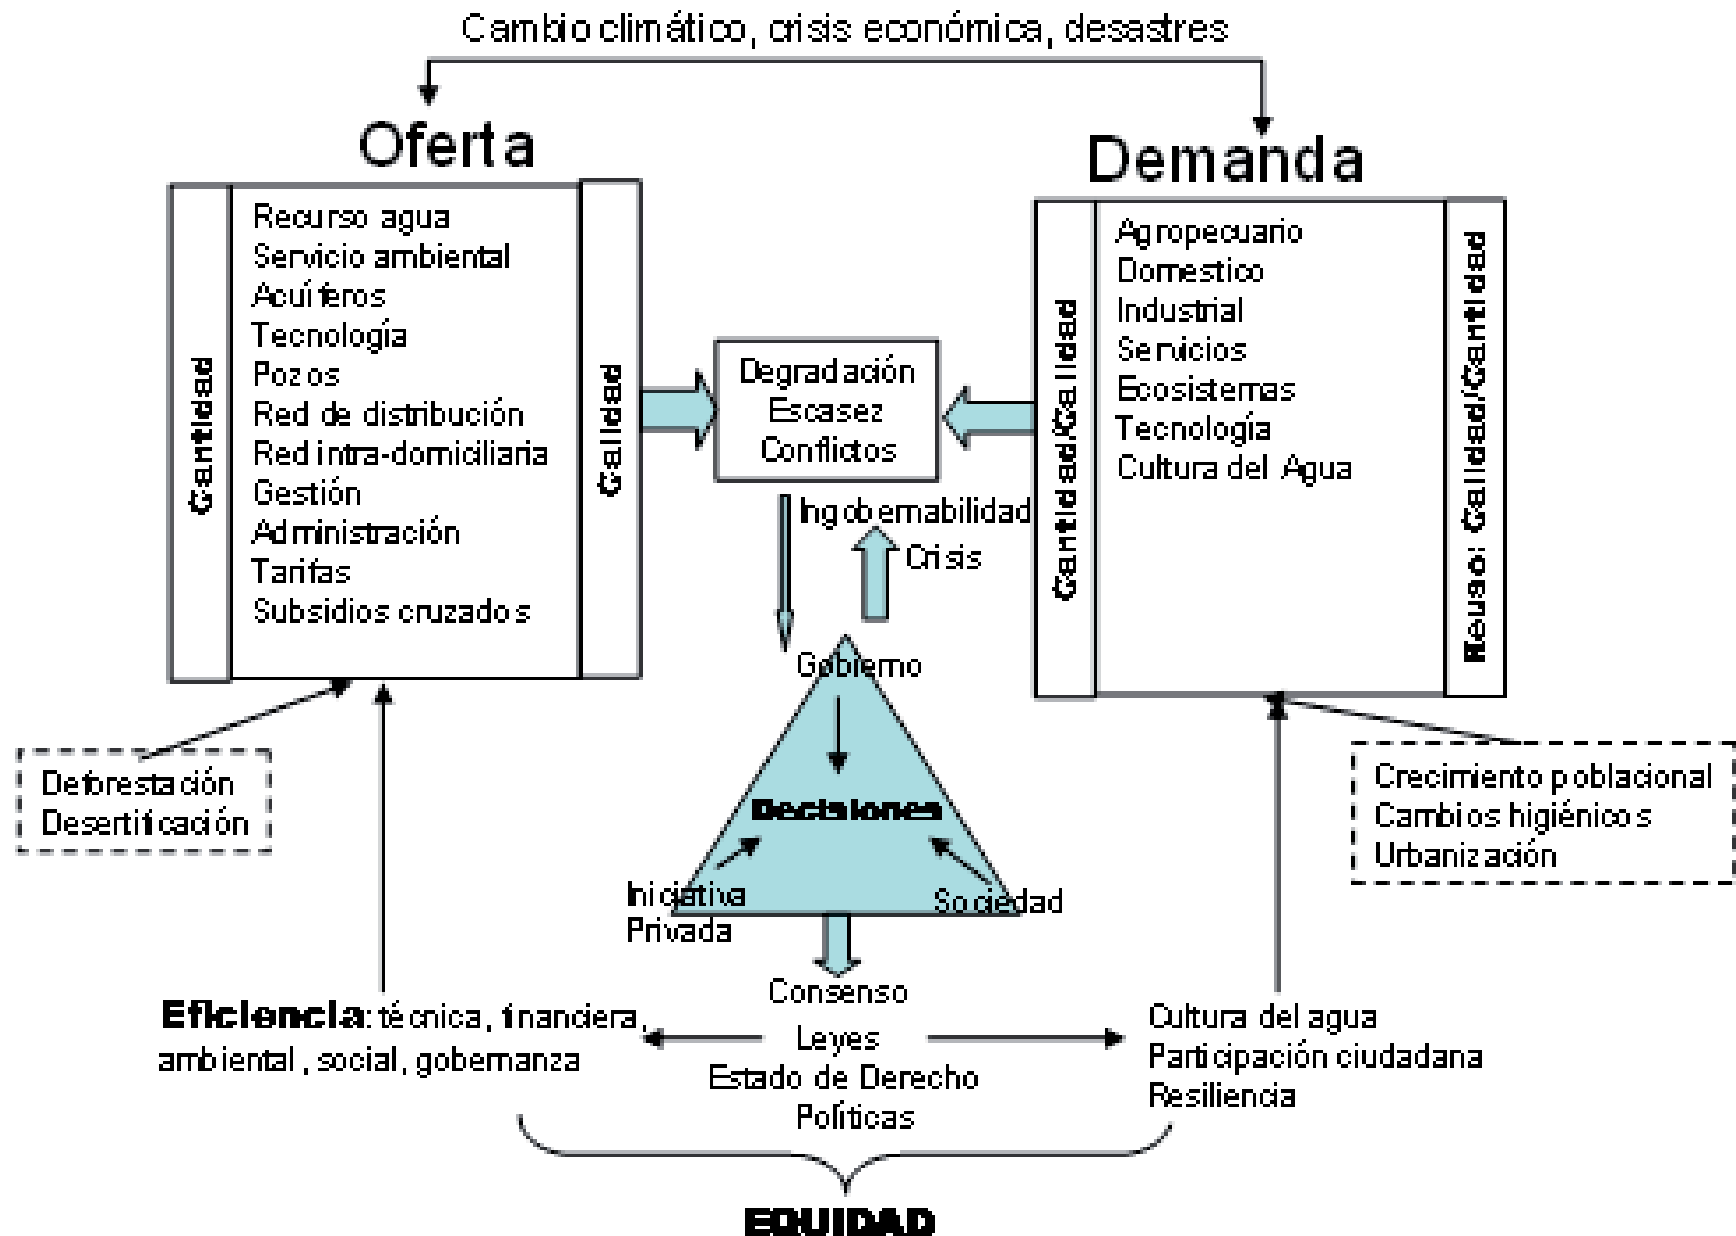 Cambio climático, crisis económica, desastres
Oferta
Cantidad
Recurso agua
Servicio ambiental
Acuíferos
Tecnología
Pozos
Red de distribución
Red intra-domiciliaria
Gestión
Administración
Tarifas
Subsidios cruzados
Calidad
Deforestación
Desertificación
Degradación
Escasez
Conflictos
Ingobernabilidad
Crisis
Demanda
Cantidad/Calidad
Agropecuario
Domestico
Industrial
Servicios
Ecosistemas
Tecnología
Cultura del Agua
Reuso: Calidad/Cantidad
Crecimiento poblacional
Cambios higiénicos
Urbanización
Gobierno
Decisiones
Iniciativa
Privada
Sociedad
Consenso
Leyes
Estado de Derecho
Políticas
Eficiencia: técnica, financiera,
ambiental, social, gobernanza
Cultura del agua
Participación ciudadana
Resiliencia
EQUIDAD